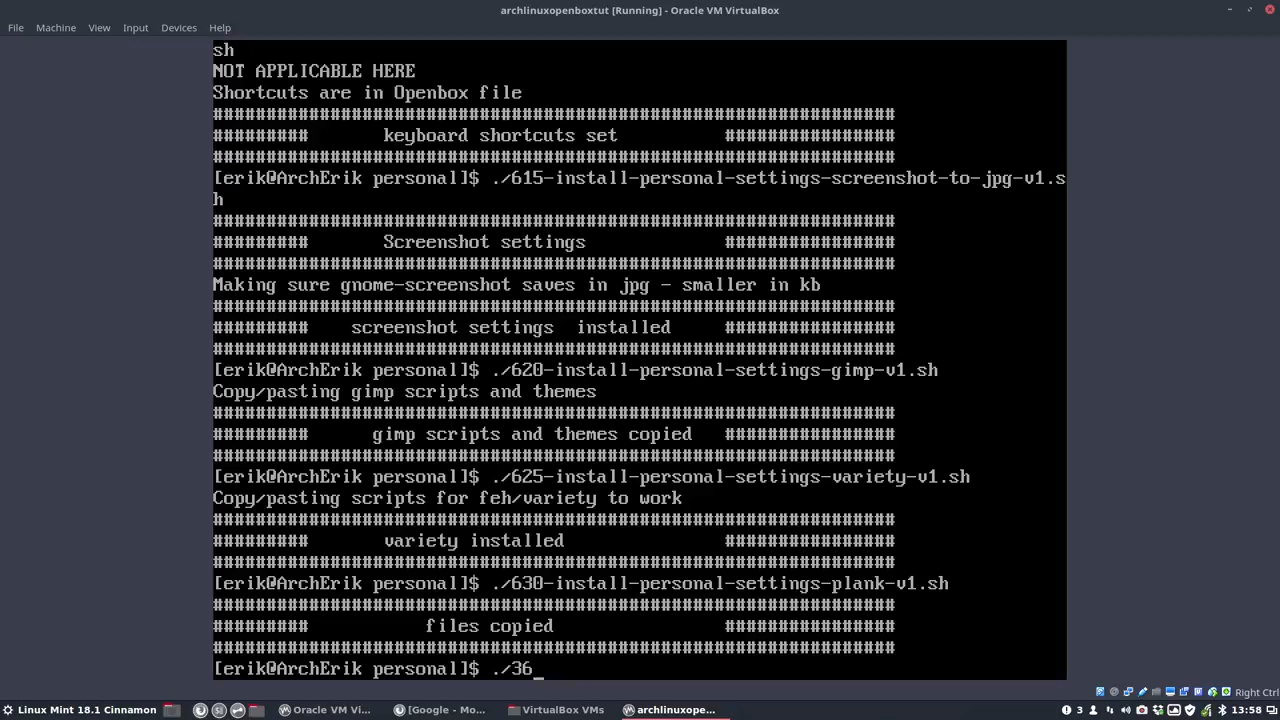 archlinuxopenboxtut [Running] - Oracle VM VirtualBox
File Machine View Input Devices Help
sh
NOT APPLICABLE HERE
Shortcuts are in Openbox file
################################################################
######### keyboard shortcuts set ################
################################################################
[erik@ArchErik personal]$ ./615-install-personal-settings-screenshot-to-jpg-v1.s
h
################################################################
######### Screenshot settings ################
################################################################
Making sure gnome-screenshot saves in jpg - smaller in kb
################################################################
######### screenshot settings installed ################
################################################################
[erik@ArchErik personal]$ ./620-install-personal-settings-gimp-v1.sh
Copy/pasting gimp scripts and themes
################################################################
######### gimp scripts and themes copied ################
################################################################
[erik@ArchErik personal]$ ./625-install-personal-settings-variety-v1.sh
Copy/pasting scripts for feh/variety to work
################################################################
######### variety installed ################
################################################################
[erik@ArchErik personal]$ ./630-install-personal-settings-plank-v1.sh
################################################################
######### files copied ################
################################################################
[erik@ArchErik personal]$ ./36_
Right Ctrl
Linux Mint 18.1 Cinnamon Oracle VM Vi... [Google - Mo... VirtualBox VMs archlinuxope... 3 13:58